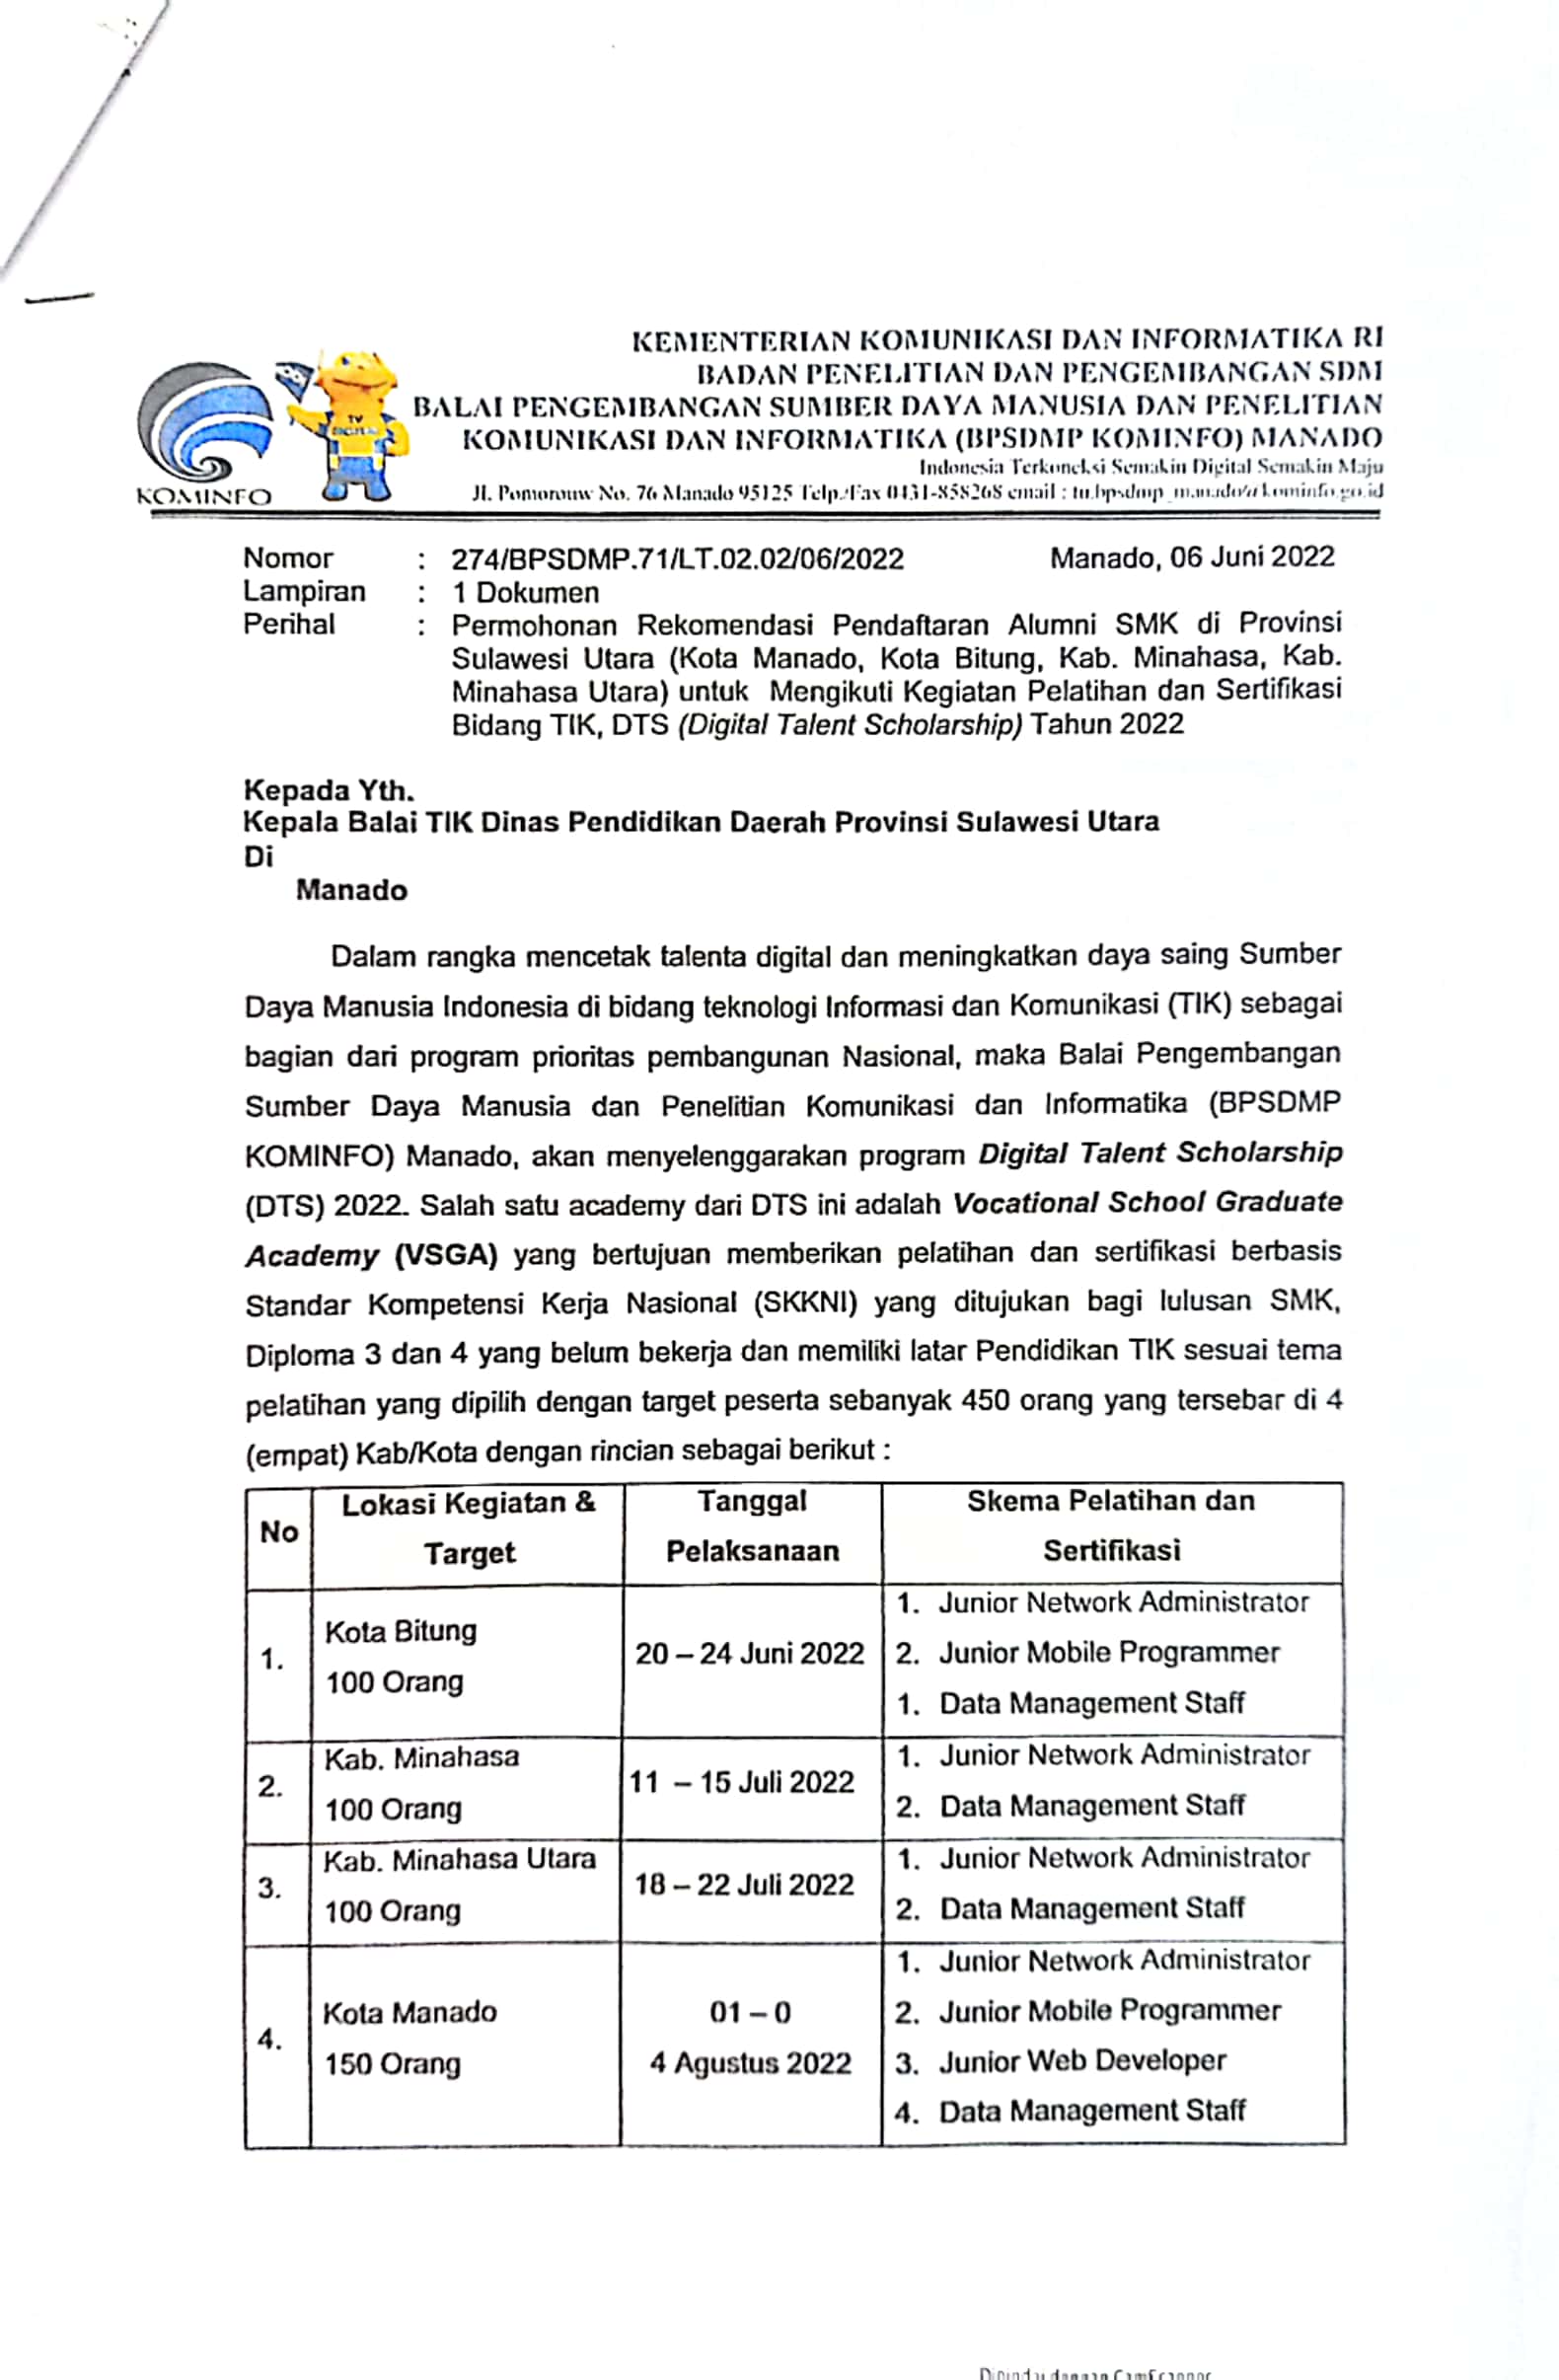 KEMENTERIAN KOMUNIKASI DAN INFORMATIKA RI
BADAN PENELITIAN DAN PENGEMBANGAN SDM
BALAI PENGEMBANGAN SUMBER DAYA MANUSIA DAN PENELITIAN
KOMUNIKASI DAN INFORMATIKA (BPSDMP KOMINFO) MANADO
Indonesia Terkoneksi Semakin Digital Semakin Maju
Jl. Pomorouw No. 76 Manado 95125 Telp./Fax 0431-858268 email :
KOMINFO
TV
DIGITAL
Nomor : 274/BPSDMP.71/LT.02.02/06/2022 Manado, 06 Juni 2022
Lampiran : 1 Dokumen
Perihal : Permohonan Rekomendasi Pendaftaran Alumni SMK di Provinsi
Sulawesi Utara (Kota Manado, Kota Bitung, Kab. Minahasa, Kab.
Minahasa Utara) untuk Mengikuti Kegiatan Pelatihan dan Sertifikasi
Bidang TIK, DTS (Digital Talent Scholarship) Tahun 2022
Kepada Yth.
Kepala Balai TIK Dinas Pendidikan Daerah Provinsi Sulawesi Utara
Di
Manado
Dalam rangka mencetak talenta digital dan meningkatkan daya saing Sumber
Daya Manusia Indonesia di bidang teknologi Informasi dan Komunikasi (TIK) sebagai
bagian dari program prioritas pembangunan Nasional, maka Balai Pengembangan
Sumber Daya Manusia dan Penelitian Komunikasi dan Informatika (BPSDMP
KOMINFO) Manado, akan menyelenggarakan program Digital Talent Scholarship
(DTS) 2022. Salah satu academy dari DTS ini adalah Vocational School Graduate
Academy (VSGA) yang bertujuan memberikan pelatihan dan sertifikasi berbasis
Standar Kompetensi Kerja Nasional (SKKNI) yang ditujukan bagi lulusan SMK,
Diploma 3 dan 4 yang belum bekerja dan memiliki latar Pendidikan TIK sesuai tema
pelatihan yang dipilih dengan target peserta sebanyak 450 orang yang tersebar di 4
(empat) Kab/Kota dengan rincian sebagai berikut :
No
Lokasi Kegiatan &
Target
Tanggal
Pelaksanaan
Skema Pelatihan dan
Sertifikasi
1.
Kota Bitung
100 Orang
20 – 24 Juni 2022
1. Junior Network Administrator
2. Junior Mobile Programmer
1. Data Management Staff
2.
Kab. Minahasa
100 Orang
11 – 15 Juli 2022
1. Junior Network Administrator
2. Data Management Staff
3.
Kab. Minahasa Utara
100 Orang
18 – 22 Juli 2022
1. Junior Network Administrator
2. Data Management Staff
4.
Kota Manado
150 Orang
01 – 0
4 Agustus 2022
1. Junior Network Administrator
2. Junior Mobile Programmer
3. Junior Web Developer
4. Data Management Staff